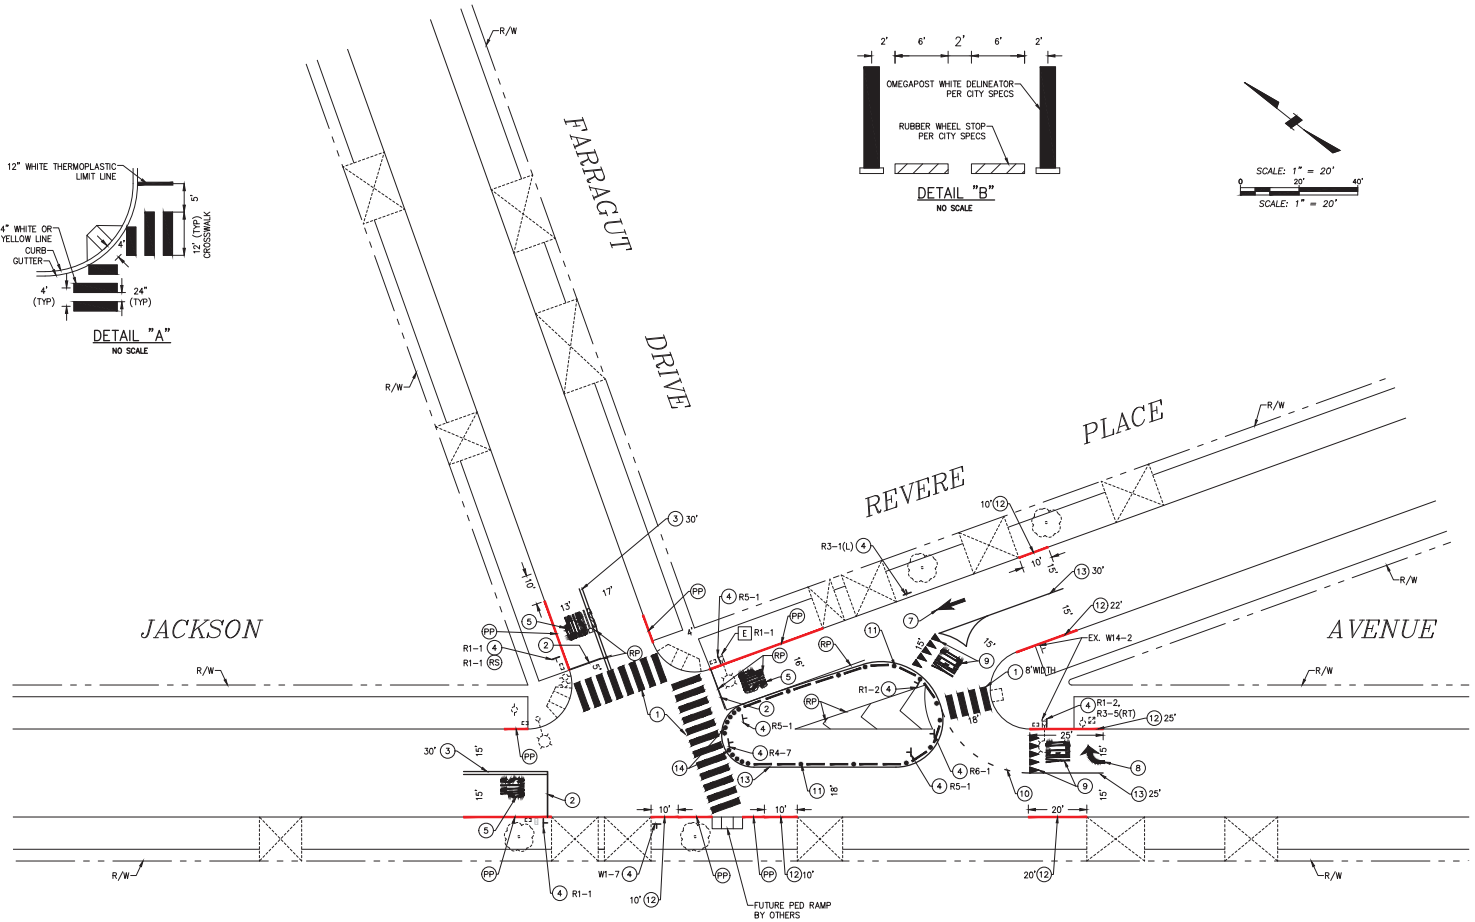 R/W
2' 6' 2' 6' 2'
OMEGAPOST WHITE DELINEATOR
PER CITY SPECS
RUBBER WHEEL STOP
PER CITY SPECS
DETAIL "B"
NO SCALE
SCALE: 1" = 20'
0 20' 40'
SCALE: 1" = 20'
12" WHITE THERMOPLASTIC
LIMIT LINE
5'
12' (TYP)
CROSSWALK
4" WHITE OR
YELLOW LINE
CURB
GUTTER
4'
4'
(TYP)
24"
(TYP)
DETAIL "A"
NO SCALE
FARRAGUT
DRIVE
R/W
REVERE
PLACE
R/W
JACKSON
AVENUE
R/W
R/W
R/W
3 30'
10'
13'
17'
5
PP
2
R1-1 4
R1-1 RS
5'
RP
PP
4'
4 R5-1
E R1-1
PP
16'
RP
5
2
RP
11
R3-1(L) 4
10' 12
10'
15'
13 30'
15'
7
15'
15'
9
12 22'
EX. W14-2
1 8' WIDTH
18'
R1-2 4
RP
4 R5-1
4 R4-7
1
14
13
11
18'
4 R6-1
4 R5-1
10
4 R1-2,
R3-5(RT)
12 25'
25'
15'
8
9
13 25'
15'
PP
30' 3
15'
15'
2
5
PP
4 R1-1
10'
10'
W1-7 4
10' 12
PP
PP
12 10'
FUTURE PED RAMP
BY OTHERS
20'
20' 12
R/W
R/W
R/W